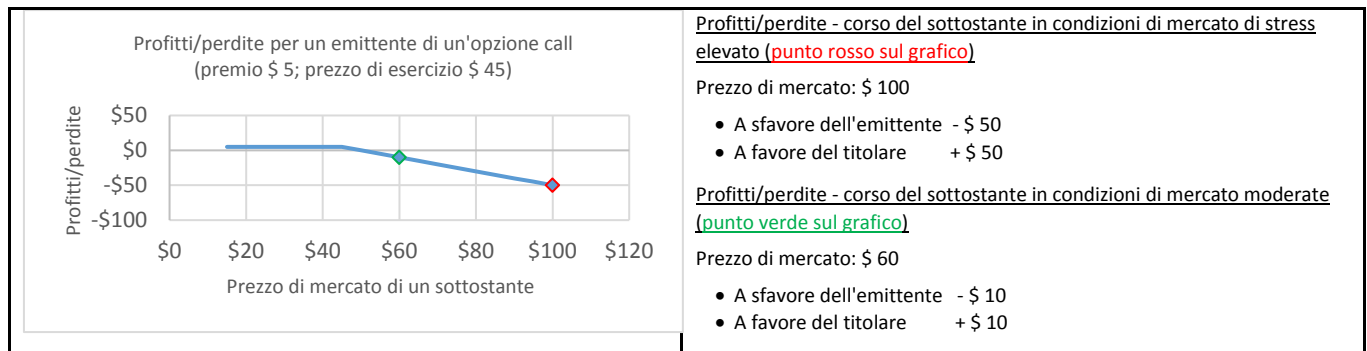 Profitti/perdite per un emittente di un'opzione call
(premio $ 5; prezzo di esercizio $ 45)
Profitti/perdite
$50
$0
-$50
-$100
$0 $20 $40 $60 $80 $100 $120
Prezzo di mercato di un sottostante
Profitti/perdite - corso del sottostante in condizioni di mercato di stress
elevato (punto rosso sul grafico)
Prezzo di mercato: $ 100
• A sfavore dell'emittente - $ 50
• A favore del titolare + $ 50
Profitti/perdite - corso del sottostante in condizioni di mercato moderate
(punto verde sul grafico)
Prezzo di mercato: $ 60
• A sfavore dell'emittente - $ 10
• A favore del titolare + $ 10